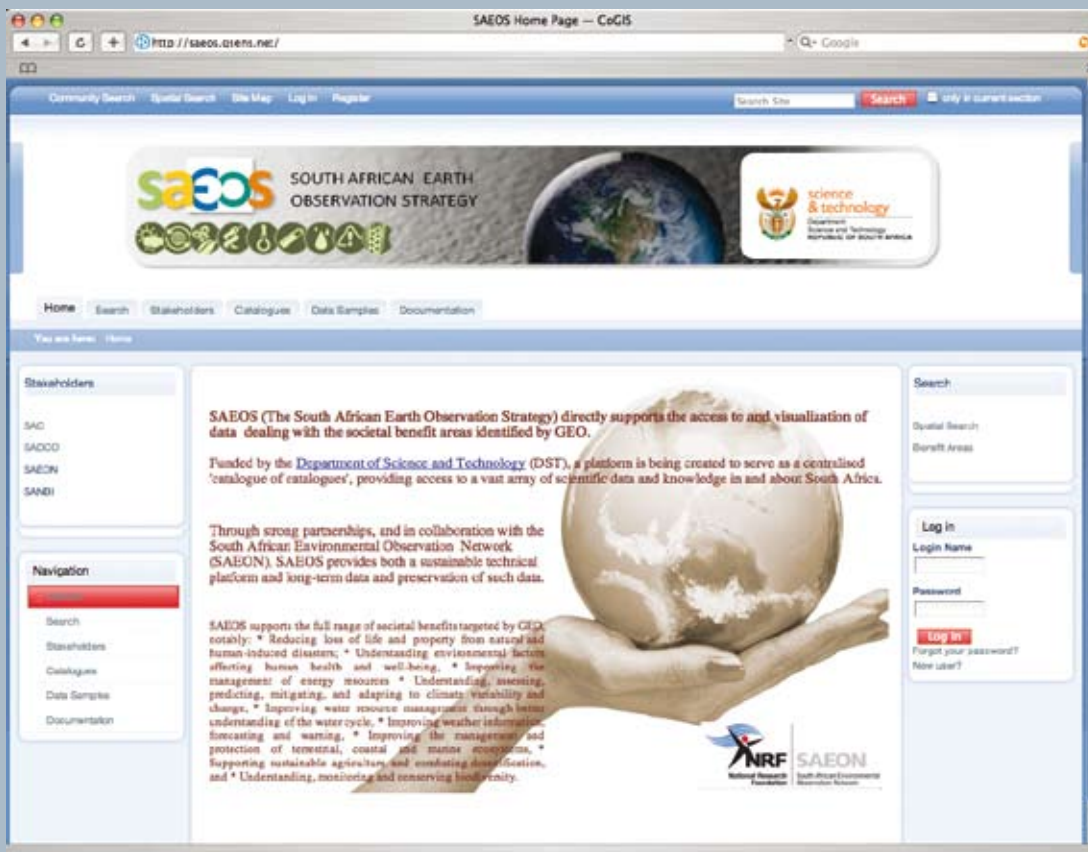 SAEOS Home Page — CoGIS
http://saeos.qsens.net/
Google
Community Search Spatial Search Site Map Log in Register
Search Site
Search
only in current section
saeos
SOUTH AFRICAN EARTH
OBSERVATION STRATEGY
science
& technology
Department
Science and Technology
REPUBLIC OF SOUTH AFRICA
Home Search Stakeholders Catalogues Data Samples Documentation
You are here: Home
Stakeholders
SAC
SADCO
SAEON
SANBI
Navigation
Search
Stakeholders
Catalogues
Data Samples
Documentation
SAEOS (The South African Earth Observation Strategy) directly supports the access to and visualization of
data dealing with the societal benefit areas identified by GEO.
Funded by the Department of Science and Technology (DST), a platform is being created to serve as a centralised
'catalogue of catalogues', providing access to a vast array of scientific data and knowledge in and about South Africa.
Through strong partnerships, and in collaboration with the
South African Environmental Observation Network
(SAEON), SAEOS provides both a sustainable technical
platform and long-term data and preservation of such data.
SAEOS supports the full range of societal benefits targeted by GEO,
notably: * Reducing loss of life and property from natural and
human-induced disasters; * Understanding environmental factors
affecting human health and well-being, * Improving the
management of energy resources * Understanding, assessing,
predicting, mitigating, and adapting to climate variability and
change, * Improving water resource management through better
understanding of the water cycle, * Improving weather information,
forecasting and warning, * Improving the management and
protection of terrestrial, coastal and marine ecosystems, *
Supporting sustainable agriculture and combating desertification,
and * Understanding, monitoring and conserving biodiversity.
NRF
National Research
Foundation
SAEON
South African Environmental
Observation Network
Search
Spatial Search
Benefit Areas
Log in
Login Name
Password
Log in
Forgot your password?
New user?